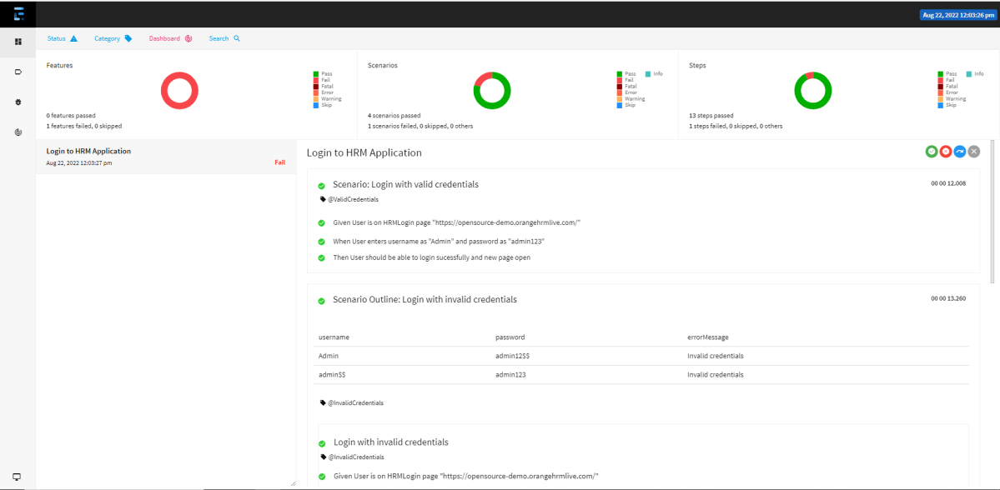 Aug 22, 2022 12:03:26 pm
Status Category Dashboard Search
Features
Pass
Fail
Fatal
Error
Warning
Skip
0 features passed
1 features failed, 0 skipped
Scenarios
Pass Info
Fail
Fatal
Error
Warning
Skip
4 scenarios passed
1 scenarios failed, 0 skipped, 0 others
Steps
Pass Info
Fail
Fatal
Error
Warning
Skip
13 steps passed
1 steps failed, 0 skipped, 0 others
Login to HRM Application
Aug 22, 2022 12:03:27 pm Fail
Login to HRM Application
Scenario: Login with valid credentials 00 00 12.008
@ValidCredentials
Given User is on HRMLogin page "https://opensource-demo.orangehrmlive.com/"
When User enters username as "Admin" and password as "admin123"
Then User should be able to login sucessfully and new page open
Scenario Outline: Login with invalid credentials 00 00 13.260
username password errorMessage
Admin admin12$$ Invalid credentials
admin$$ admin123 Invalid credentials
@InvalidCredentials
Login with invalid credentials
@InvalidCredentials
Given User is on HRMLogin page "https://opensource-demo.orangehrmlive.com/"